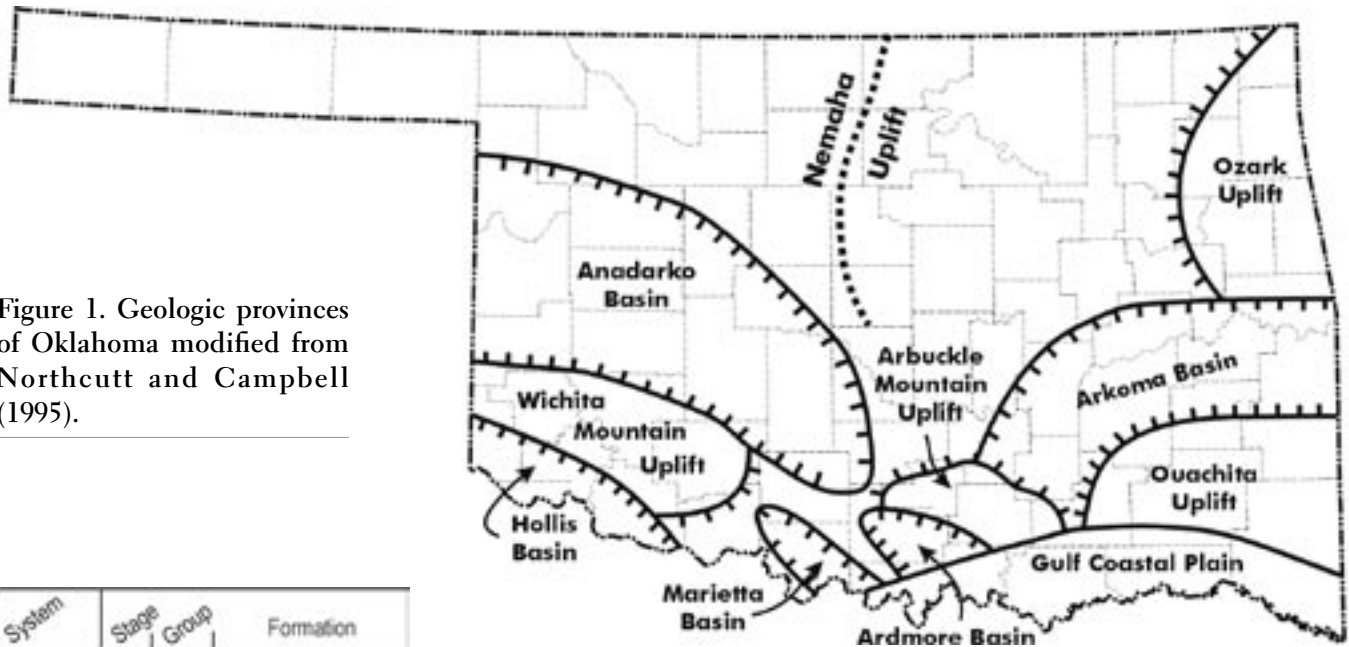 Figure 1. Geologic provinces
of Oklahoma modified from
Northcutt and Campbell
(1995).
Nemaha
Uplift
Ozark
Uplift
Anadarko
Basin
Arbuckle
Mountain
Uplift
Arkoma Basin
Wichita
Mountain
Uplift
Ouachita
Uplift
Hollis
Basin
Gulf Coastal Plain
Marietta
Basin
Ardmore Basin
System
Stage
Group
Formation